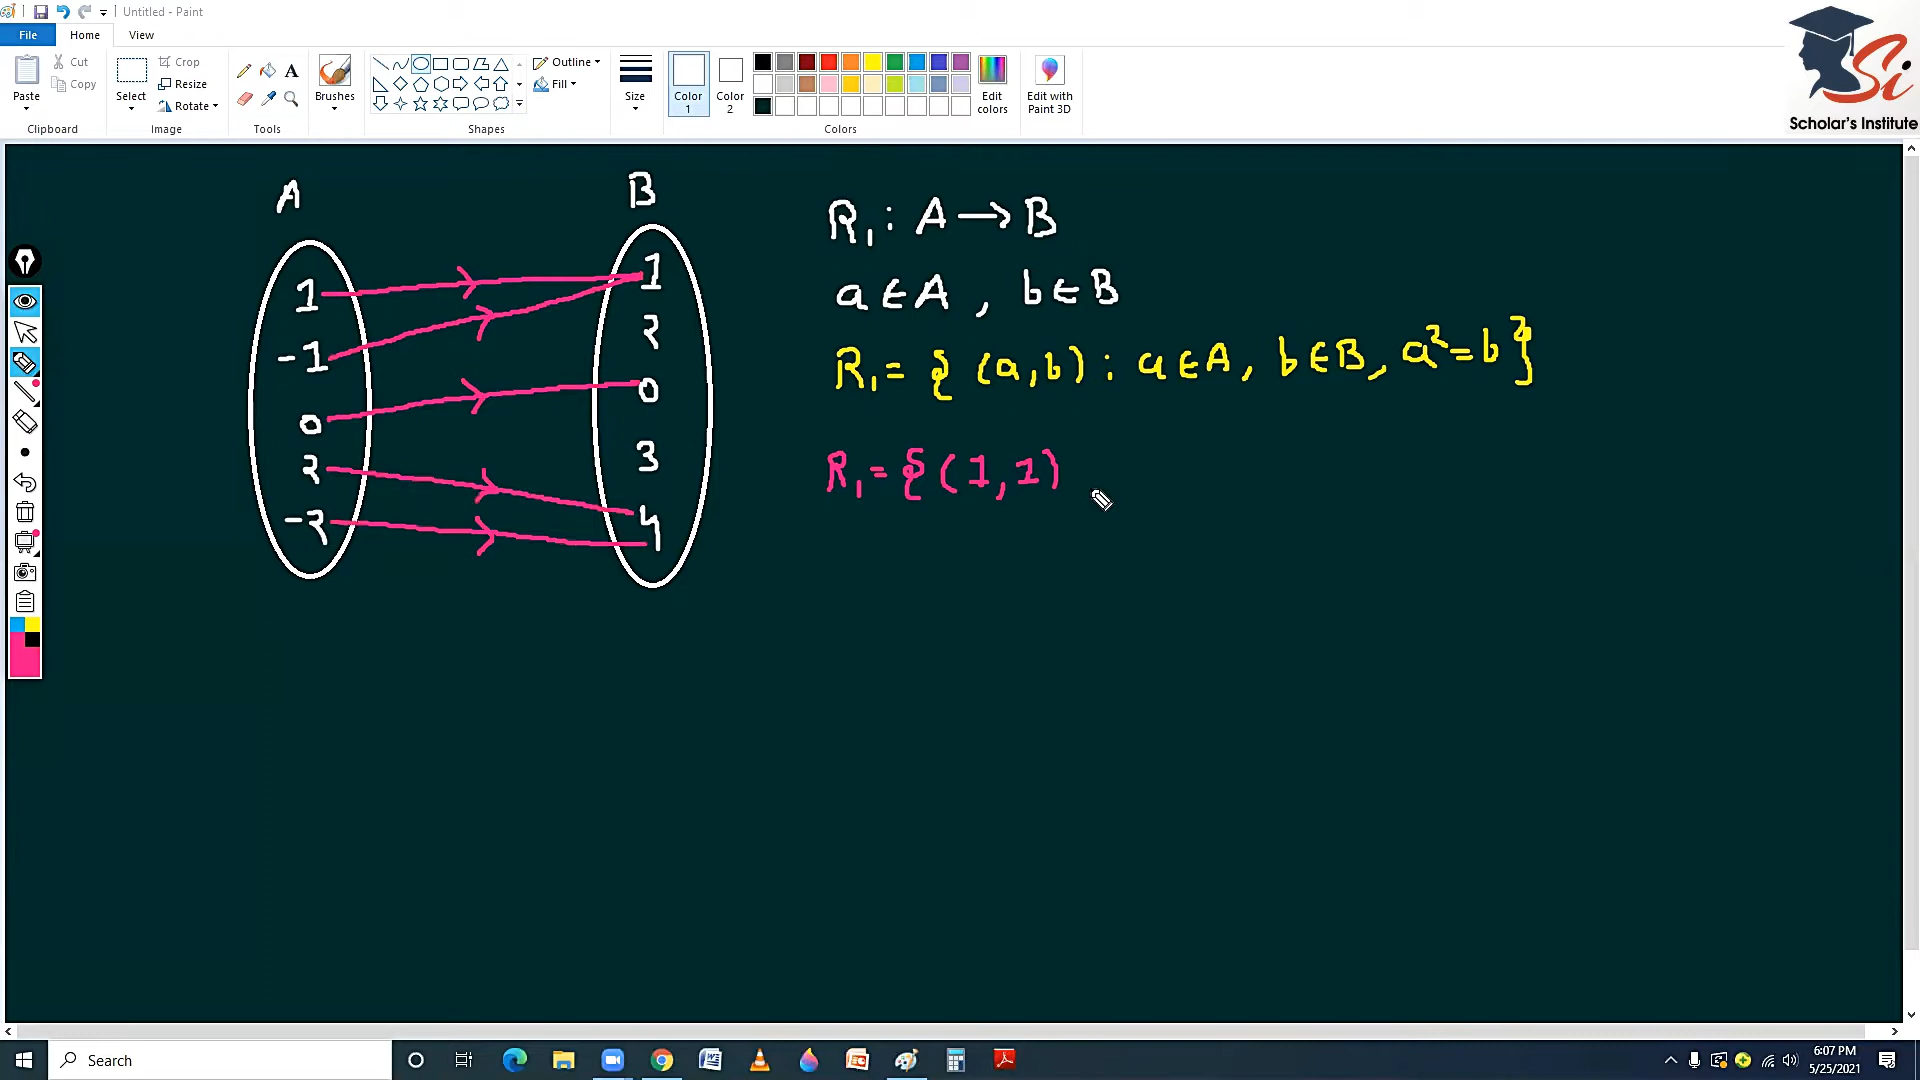 Untitled - Paint
File Home View
Paste
Cut
Copy
Clipboard
Select
Crop
Resize
Rotate
Image
A
Tools
Brushes
Outline
Fill
Shapes
Size
Color 1
Color 2
Edit colors
Colors
Edit with Paint 3D
Si
Scholar's Institute
A
B
1
-1
0
2
-2
1
2
0
3
4
R₁ : A → B
a ∈ A , b ∈ B
R₁ = { (a,b) : a ∈ A, b ∈ B, a² = b }
R₁ = { (1,1)
Search
6:07 PM
5/25/2021